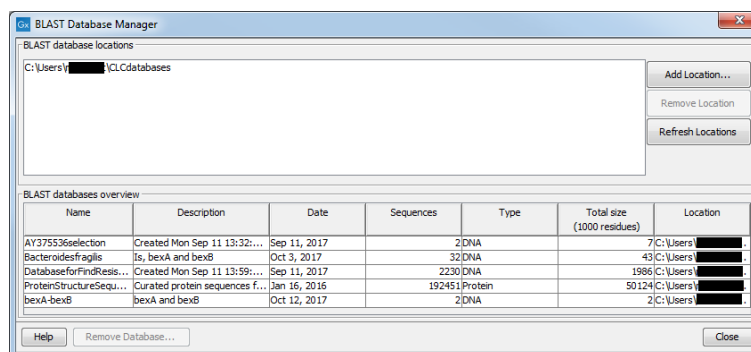 Gx BLAST Database Manager
BLAST database locations
C:\Users\r :\CLCdatabases
Add Location...
Remove Location
Refresh Locations
BLAST databases overview
Name Description Date Sequences Type Total size (1000 residues) Location
AY375536selection Created Mon Sep 11 13:32:... Sep 11, 2017 2 DNA 7 C:\Users\ .
Bacteroidesfragilis Is, bexA and bexB Oct 3, 2017 32 DNA 43 C:\Users\ .
DatabaseforFindResis... Created Mon Sep 11 13:59:... Sep 11, 2017 2230 DNA 1986 C:\Users\r .
ProteinStructureSequ... Curated protein sequences f... Jan 16, 2016 192451 Protein 50124 C:\Users\r .
bexA-bexB bexA and bexB Oct 12, 2017 2 DNA 2 C:\Users\ .
Help Remove Database... Close